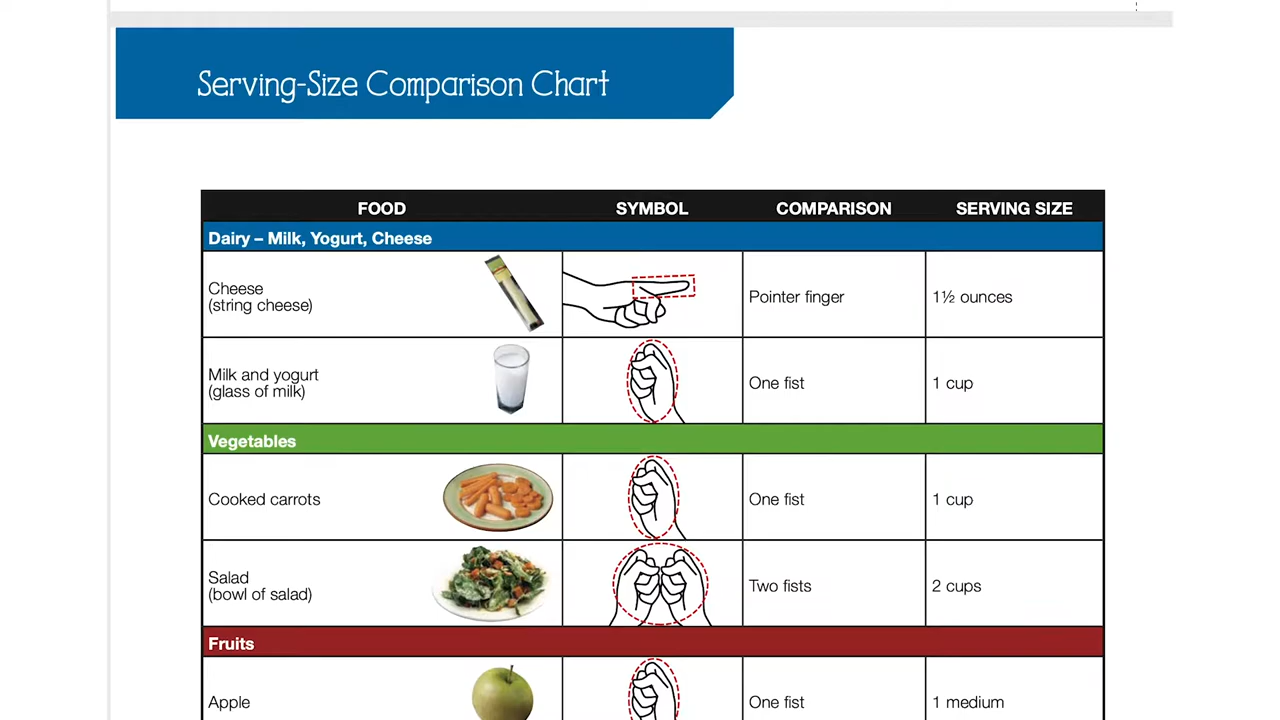 Serving-Size Comparison Chart
FOOD SYMBOL COMPARISON SERVING SIZE
Dairy – Milk, Yogurt, Cheese
Cheese
(string cheese)
Pointer finger
1½ ounces
Milk and yogurt
(glass of milk)
One fist
1 cup
Vegetables
Cooked carrots
One fist
1 cup
Salad
(bowl of salad)
Two fists
2 cups
Fruits
Apple
One fist
1 medium